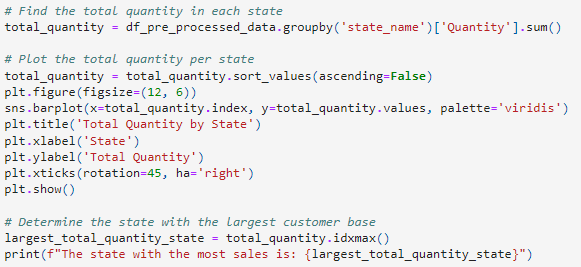 # Find the total quantity in each state
total_quantity = df_pre_processed_data.groupby('state_name')['Quantity'].sum()

# Plot the total quantity per state
total_quantity = total_quantity.sort_values(ascending=False)
plt.figure(figsize=(12, 6))
sns.barplot(x=total_quantity.index, y=total_quantity.values, palette='viridis')
plt.title('Total Quantity by State')
plt.xlabel('State')
plt.ylabel('Total Quantity')
plt.xticks(rotation=45, ha='right')
plt.show()

# Determine the state with the largest customer base
largest_total_quantity_state = total_quantity.idxmax()
print(f"The state with the most sales is: {largest_total_quantity_state}")